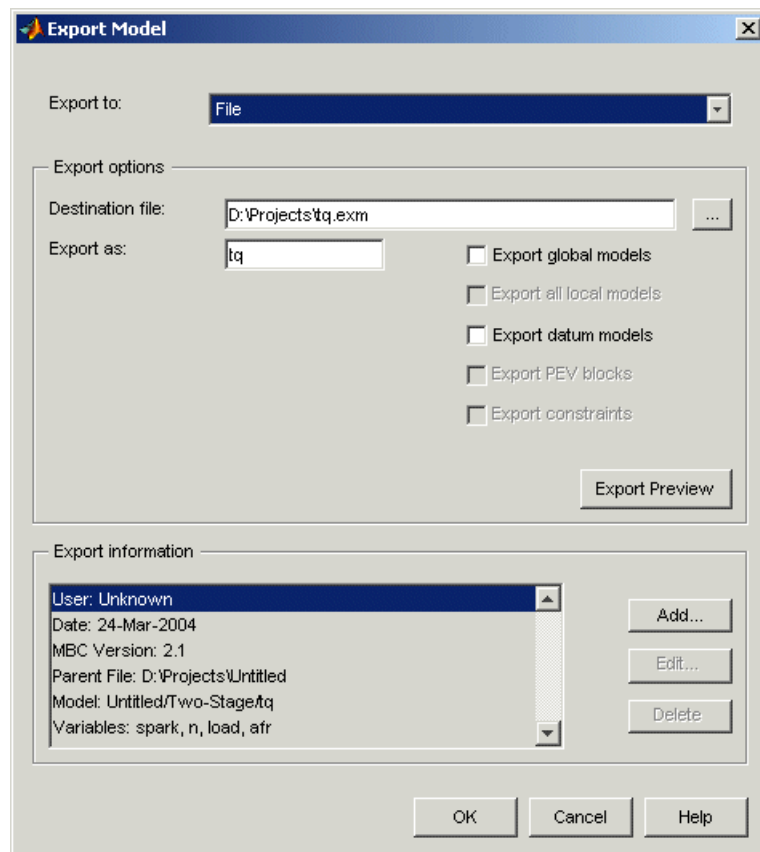 Export Model
Export to: File
Export options
Destination file: D:\Projects\tq.exm ...
Export as: tq
Export global models
Export all local models
Export datum models
Export PEV blocks
Export constraints
Export Preview
Export information
User: Unknown
Date: 24-Mar-2004
MBC Version: 2.1
Parent File: D:\Projects\Untitled
Model: Untitled/Two-Stage/tq
Variables: spark, n, load, afr
Add...
Edit...
Delete
OK Cancel Help